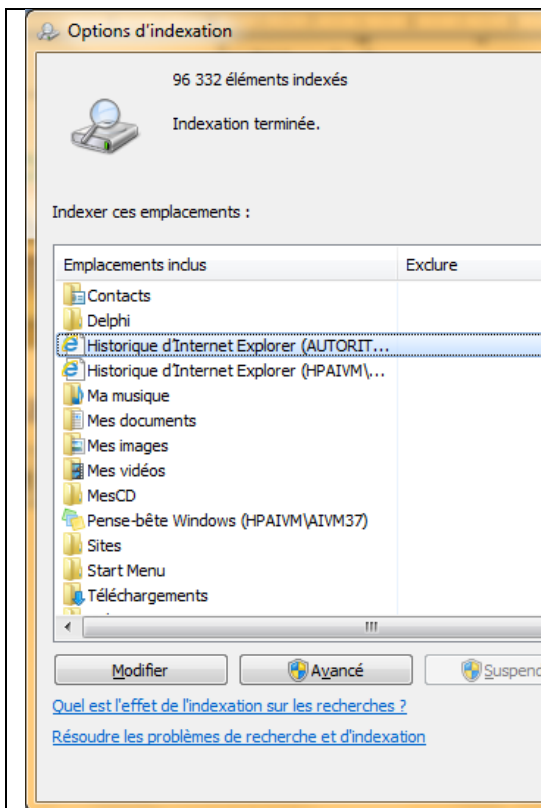 Options d'indexation
96 332 éléments indexés
Indexation terminée.
Indexer ces emplacements :
Emplacements inclus Exclure
Contacts
Delphi
Historique d'Internet Explorer (AUTORIT...
Historique d'Internet Explorer (HPAIVM\...
Ma musique
Mes documents
Mes images
Mes vidéos
MesCD
Pense-bête Windows (HPAIVM\AIVM37)
Sites
Start Menu
Téléchargements
Modifier Avancé Suspend
Quel est l'effet de l'indexation sur les recherches ?
Résoudre les problèmes de recherche et d'indexation